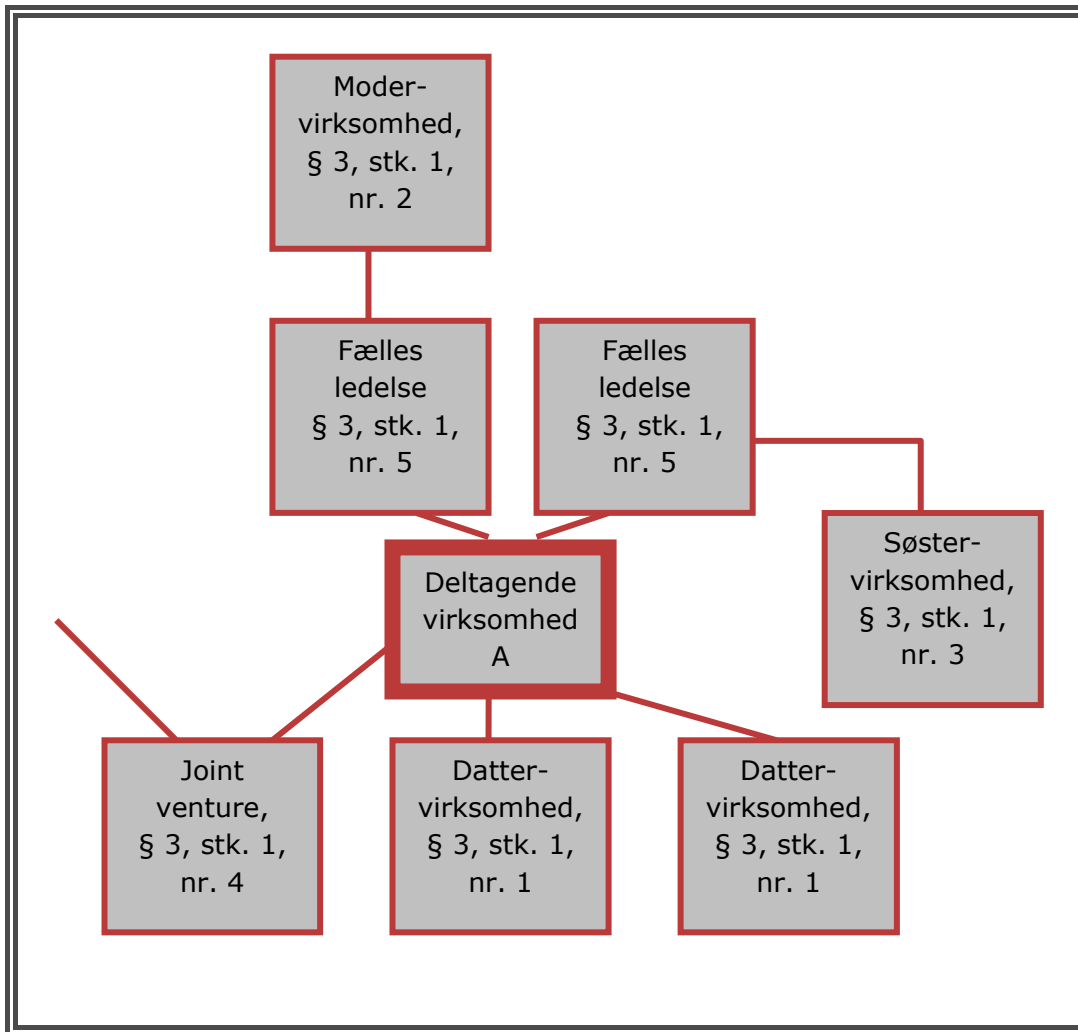 Moder-
virksomhed,
§ 3, stk. 1,
nr. 2
Fælles
ledelse
§ 3, stk. 1,
nr. 5
Fælles
ledelse
§ 3, stk. 1,
nr. 5
Søster-
virksomhed,
§ 3, stk. 1,
nr. 3
Deltagende
virksomhed
A
Joint
venture,
§ 3, stk. 1,
nr. 4
Datter-
virksomhed,
§ 3, stk. 1,
nr. 1
Datter-
virksomhed,
§ 3, stk. 1,
nr. 1